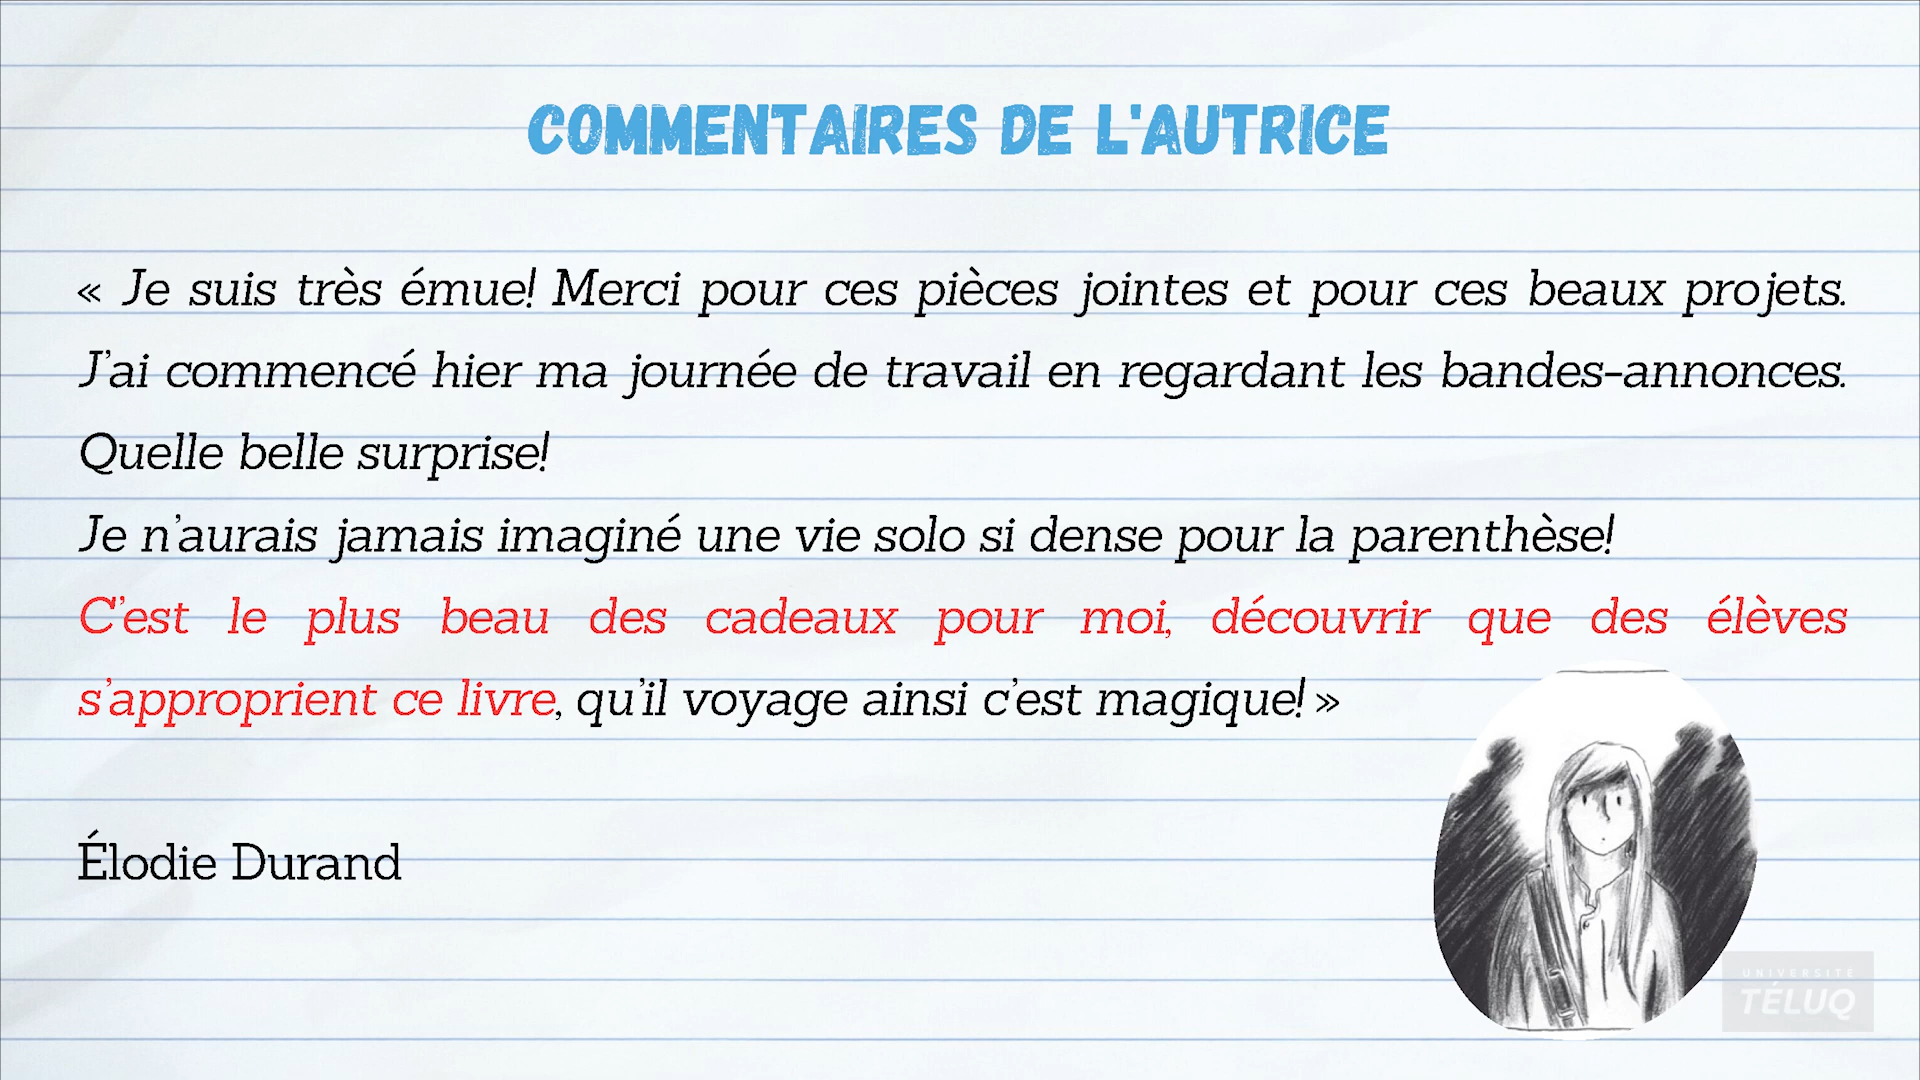 COMMENTAIRES DE L'AUTRICE
« Je suis très émue! Merci pour ces pièces jointes et pour ces beaux projets.
J'ai commencé hier ma journée de travail en regardant les bandes-annonces.
Quelle belle surprise!
Je n'aurais jamais imaginé une vie solo si dense pour la parenthèse!
C'est le plus beau des cadeaux pour moi, découvrir que des élèves
s'approprient ce livre, qu'il voyage ainsi c'est magique! »
Élodie Durand
UNIVERSITÉ
TÉLUQ